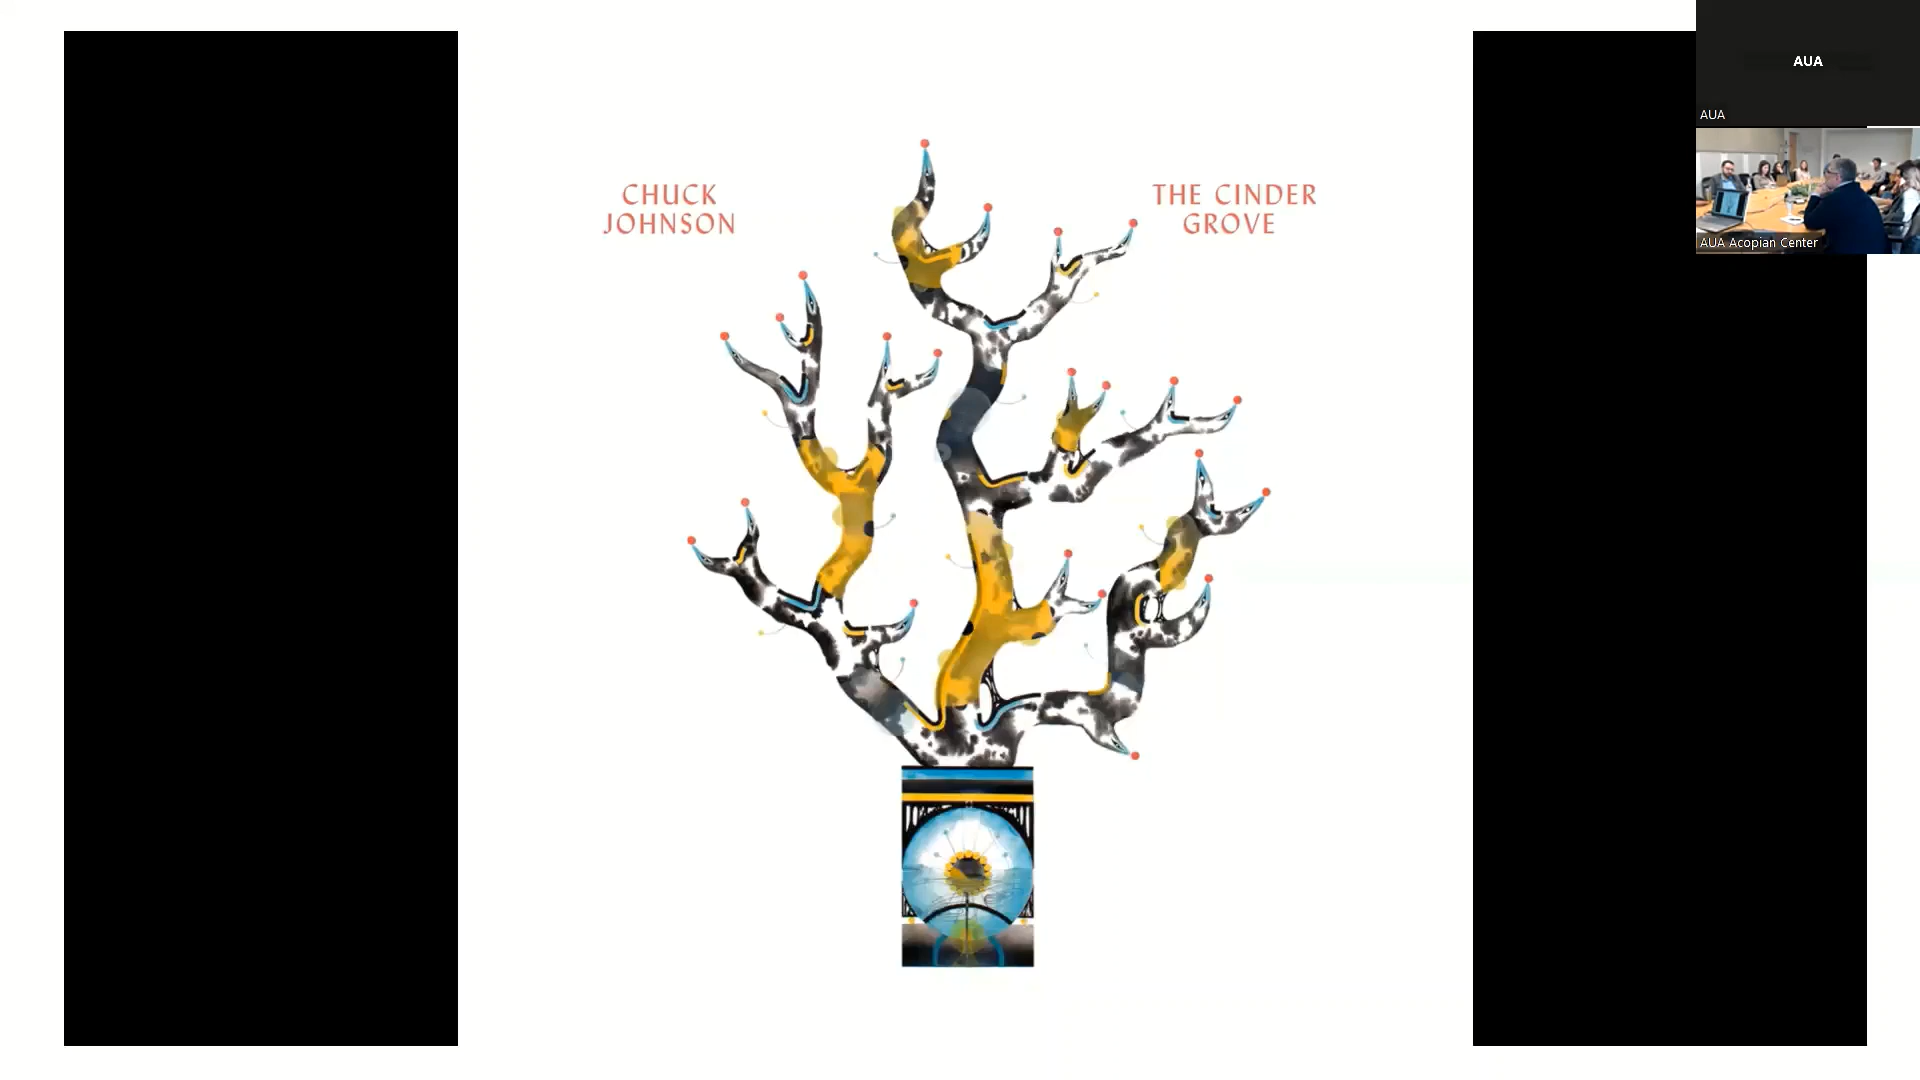 CHUCK
JOHNSON
THE CINDER
GROVE
AUA
AUA
AUA Acopian Center